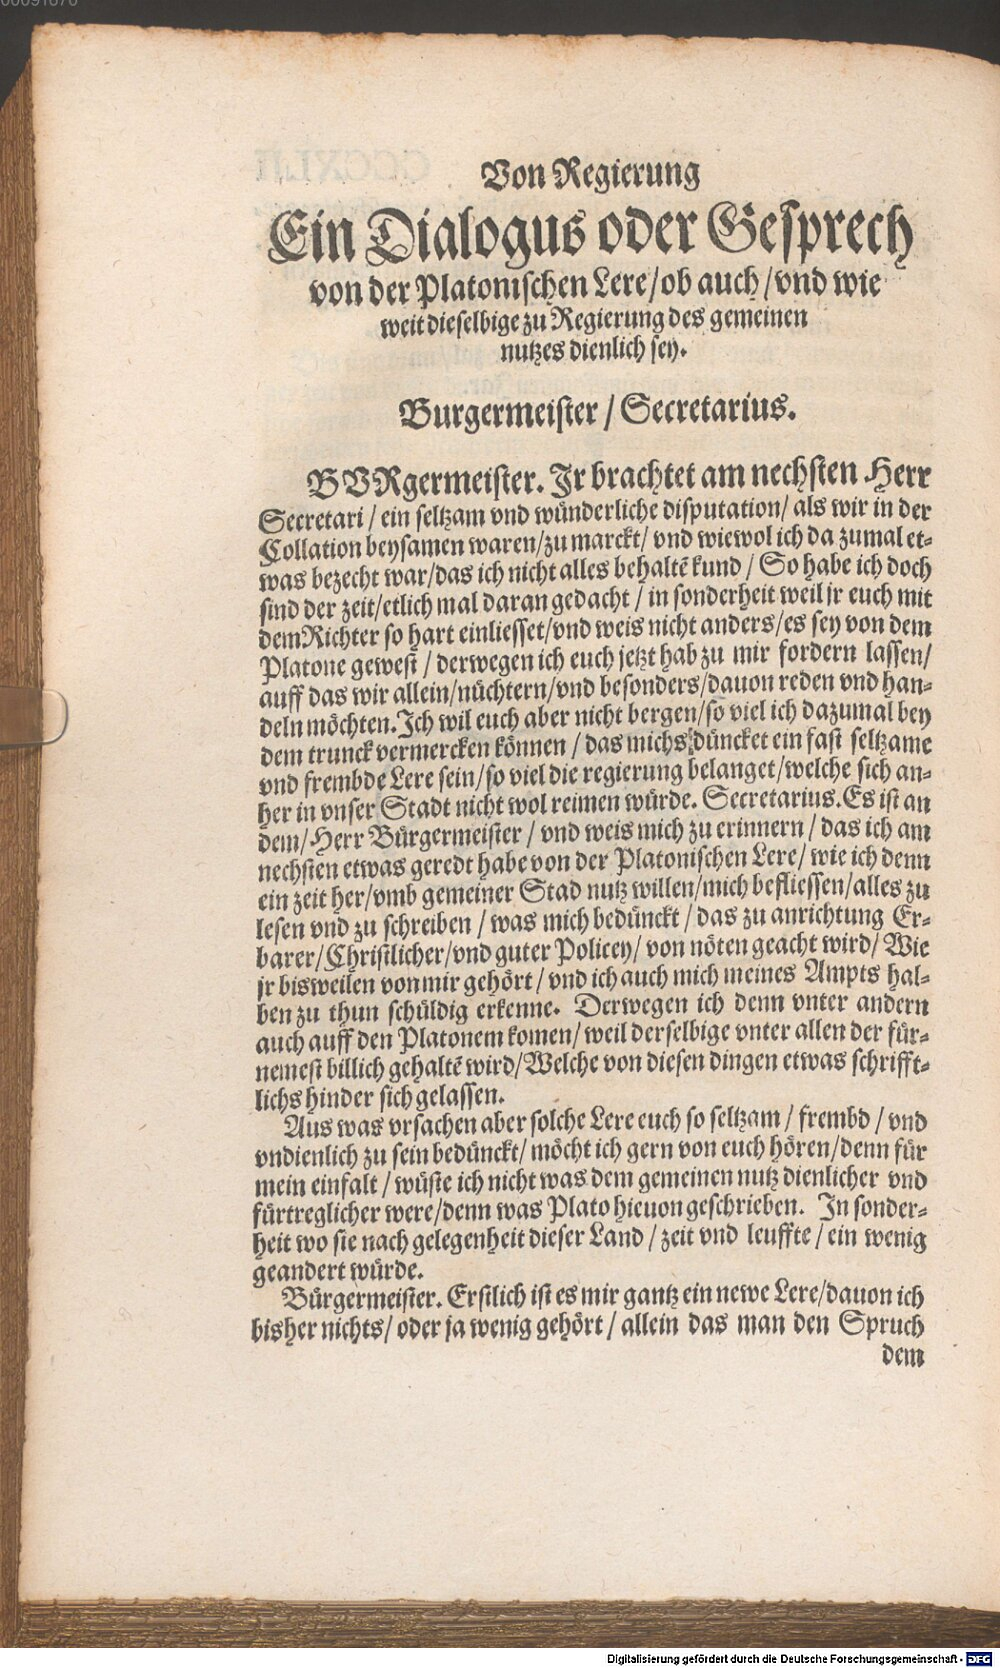 00091676
Von Regierung
Ein Dialogus oder Gesprech
von der Platonischen Lere/ob auch/vnd wie
weit dieselbige zu Regierung des gemeinen
nutzes dienlich sey.
Burgermeister / Secretarius.
BVRgermeister. Jr brachtet am nechsten Herr
Secretari / ein seltzam vnd wünderliche disputation/ als wir in der
Collation beysamen waren/zu marckt/ vnd wiewol ich da zumal et⸗
was bezecht war/das ich nicht alles behaltẽ kund / So habe ich doch
sind der zeit/etlich mal daran gedacht / in sonderheit weil jr euch mit
dem Richter so hart einliesset/vnd weis nicht anders/es sey von dem
Platone gewest / derwegen ich euch jetzt hab zu mir fordern lassen/
auff das wir allein/nüchtern/vnd besonders/dauon reden vnd han⸗
deln möchten. Ich wil euch aber nicht bergen/so viel ich dazumal bey
dem trunck vermercken können / das michs düncket ein fast seltzame
vnd frembde Lere sein/so viel die regierung belanget/welche sich an⸗
her in vnser Stadt nicht wol reimen würde. Secretarius. Es ist an
dem/Herr Bürgermeister / vnd weis mich zu erinnern / das ich am
nechsten etwas geredt habe von der Platonischen Lere/ wie ich denn
ein zeit her/vmb gemeiner Stad nutz willen/mich befliessen/alles zu
lesen vnd zu schreiben / was mich bedünckt / das zu anrichtung Er⸗
barer/Christlicher/vnd guter Policey/ von nöten geacht wird/ Wie
jr bisweilen von mir gehört / vnd ich auch mich meines Ampts hal⸗
ben zu thun schüldig erkenne. Derwegen ich denn vnter andern
auch auff den Platonem komen/ weil derselbige vnter allen der für⸗
nemest billich gehaltẽ wird/Welche von diesen dingen etwas schrifft⸗
lichs hinder sich gelassen.
Aus was vrsachen aber solche Lere euch so seltzam / frembd / vnd
vndienlich zu sein bedünckt/ möcht ich gern von euch hören/denn für
mein einfalt / wüste ich nicht was dem gemeinen nutz dienlicher vnd
fürtreglicher were/denn was Plato hieuon geschrieben. In sonder⸗
heit wo sie nach gelegenheit dieser Land / zeit vnd leuffte / ein wenig
geandert würde.
Bürgermeister. Erstlich ist es mir gantz ein newe Lere/dauon ich
bisher nichts/ oder ja wenig gehört / allein das man den Spruch
dem
Digitalisierung gefördert durch die Deutsche Forschungsgemeinschaft - DFG